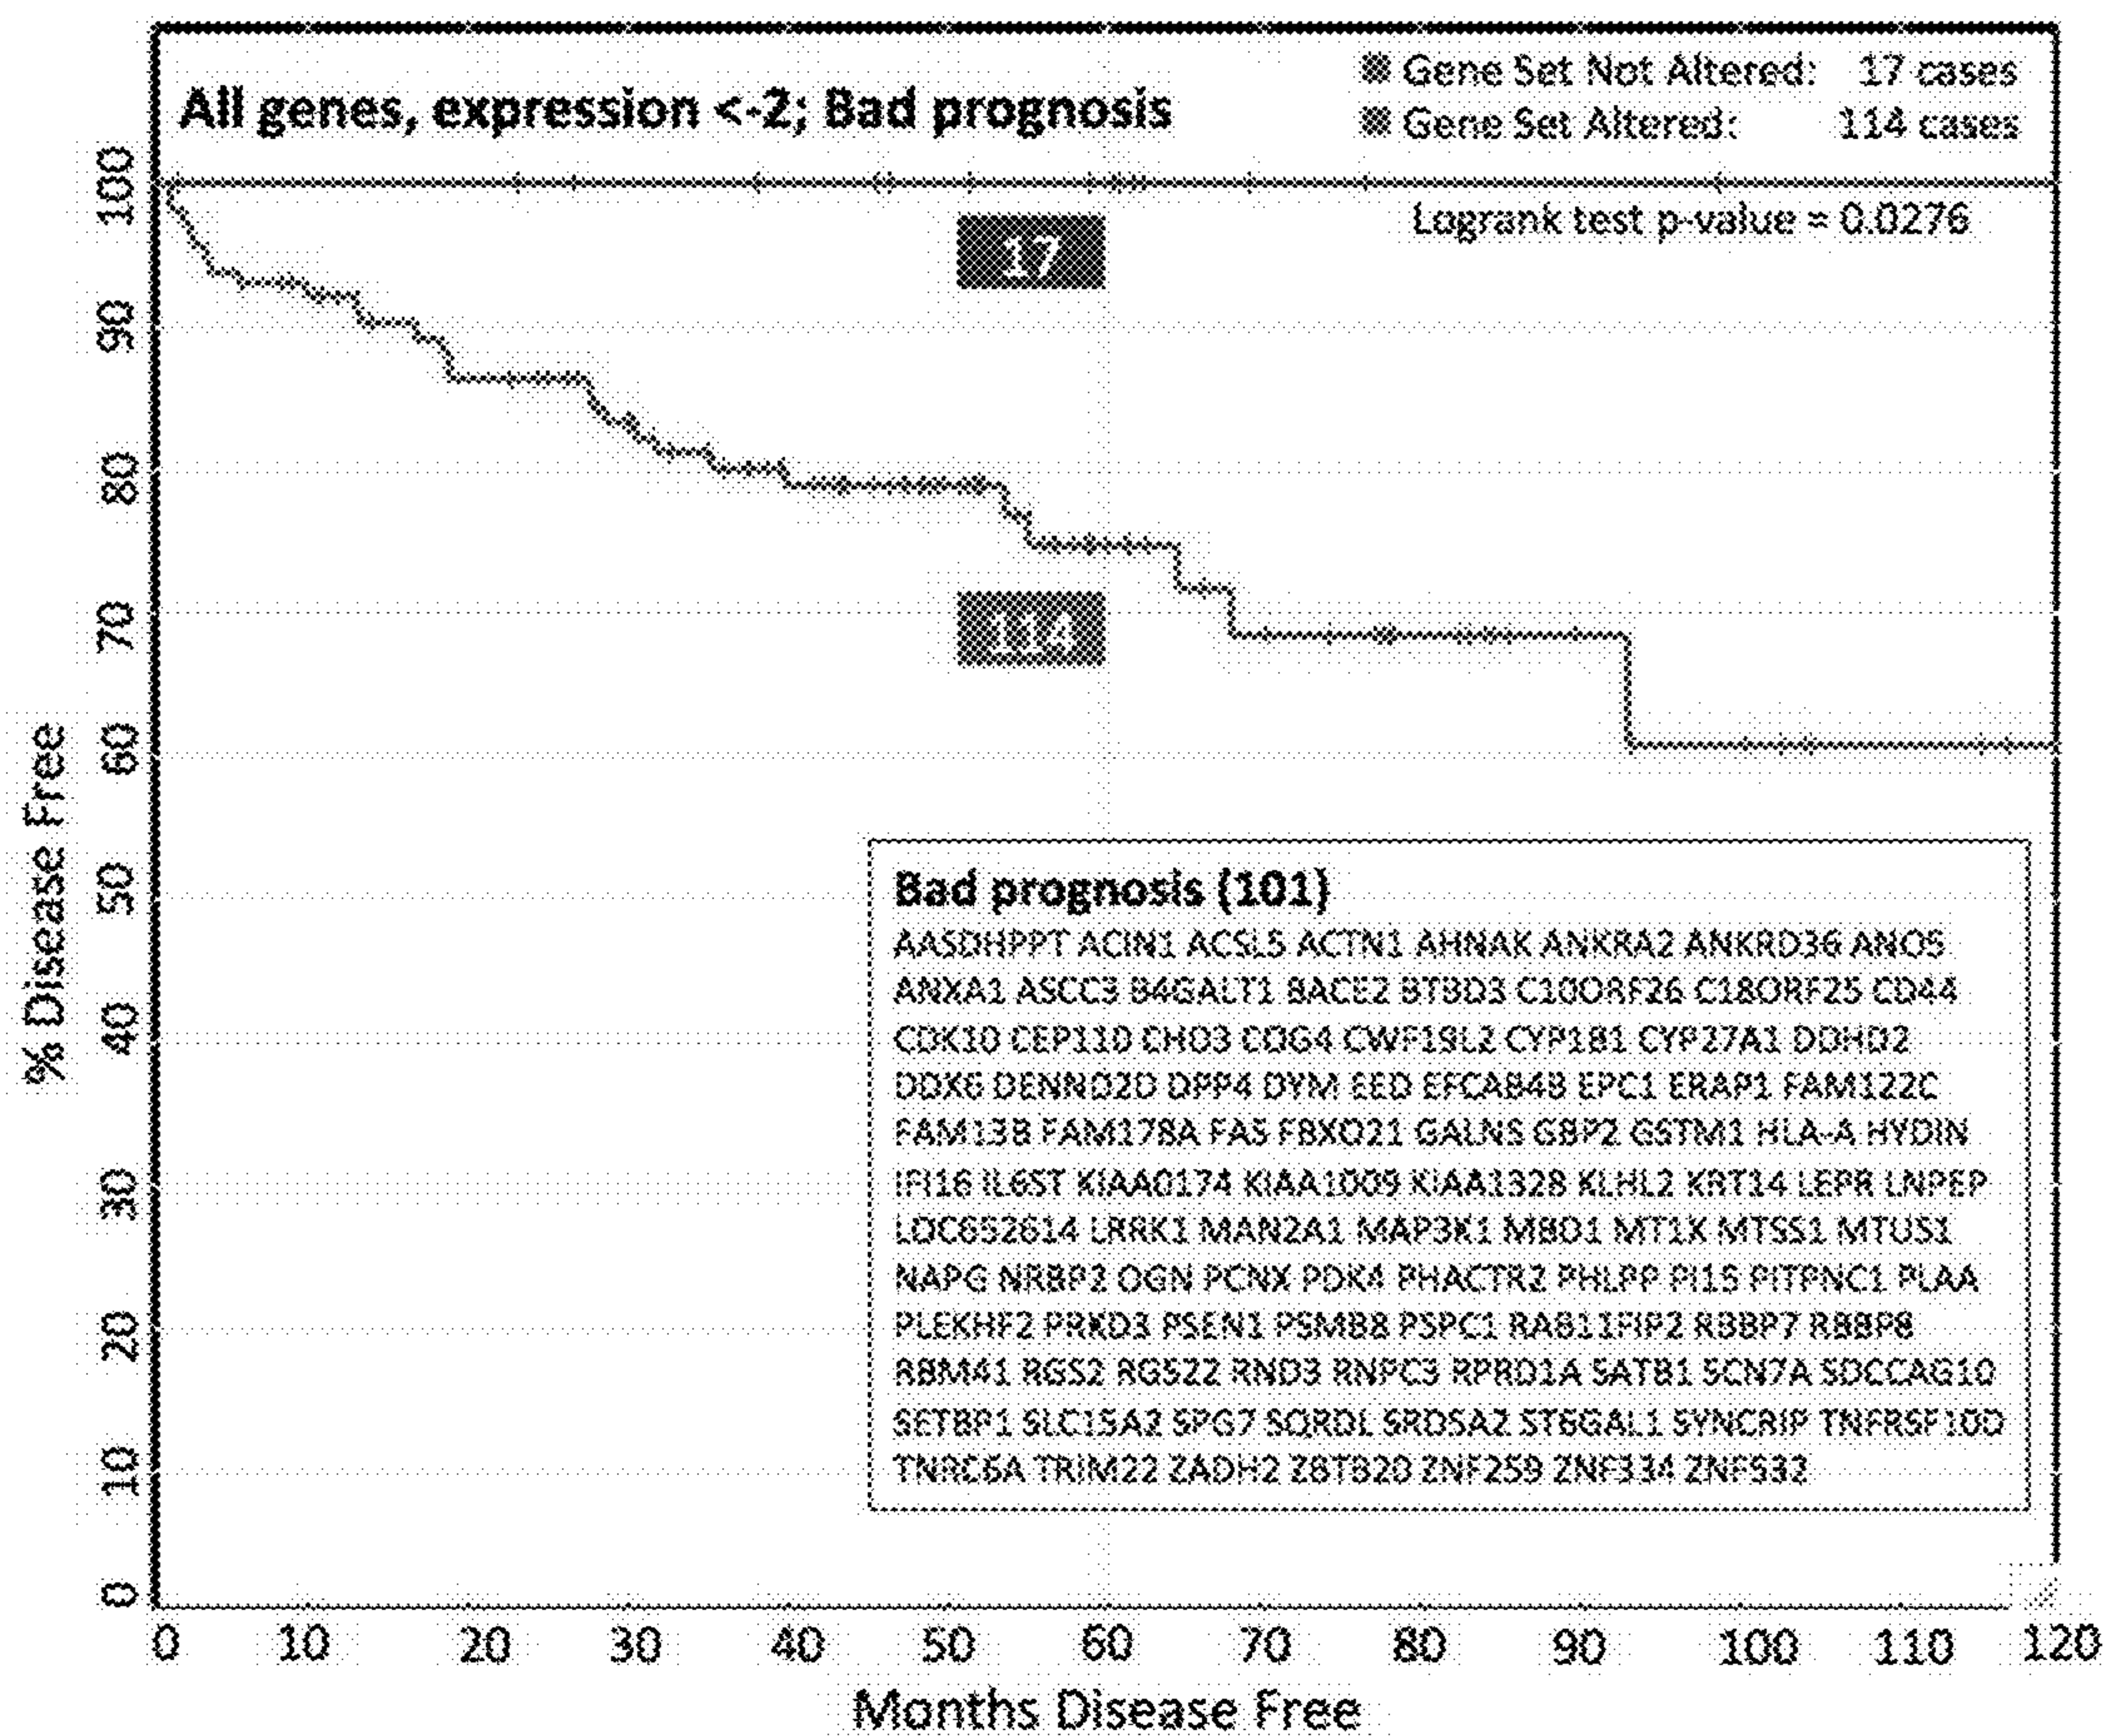 All genes, expression <-2; Bad prognosis
Gene Set Not Altered: 17 cases
Gene Set Altered: 114 cases
Logrank test p-value = 0.0276
17
114
% Disease Free
100
90
80
70
60
50
40
30
20
10
0
Bad prognosis (101)
AASDHPPT ACIN1 ACSL5 ACTN1 AHNAK ANKRA2 ANKRD36 ANO5
ANXA1 ASCC3 B4GALT1 BACE2 BTBD3 C10ORF26 C18ORF25 CD44
CDK10 CEP110 CHD3 COG4 CWF19L2 CYP1B1 CYP27A1 DDHD2
DDX6 DENND2D DPP4 DYM EED EFCAB4B EPC1 ERAP1 FAM122C
FAM13B FAM178A FAS FBXO21 GALNS GBP2 GSTM1 HLA-A HYDIN
IFI16 IL6ST KIAA0174 KIAA1009 KIAA1328 KLHL2 KRT14 LEPR LNPEP
LOC652614 LRRK1 MAN2A1 MAP3K1 MBD1 MT1X MTSS1 MTUS1
NAPG NRBP2 OGN PCNX PDK4 PHACTR2 PHLPP PI15 PITPNC1 PLAA
PLEKHF2 PRKD3 PSEN1 PSMB8 PSPC1 RAB11FIP2 RBBP7 RBBP8
RBM41 RGS2 RGS22 RND3 RNPC3 RPRD1A SATB1 SCN7A SDCCAG10
SETBP1 SLC15A2 SPG7 SQRDL SRD5A2 ST6GAL1 SYNCRIP TNFRSF10D
TNRC6A TRIM22 ZADH2 ZBTB20 ZNF259 ZNF334 ZNF532
0 10 20 30 40 50 60 70 80 90 100 110 120
Months Disease Free